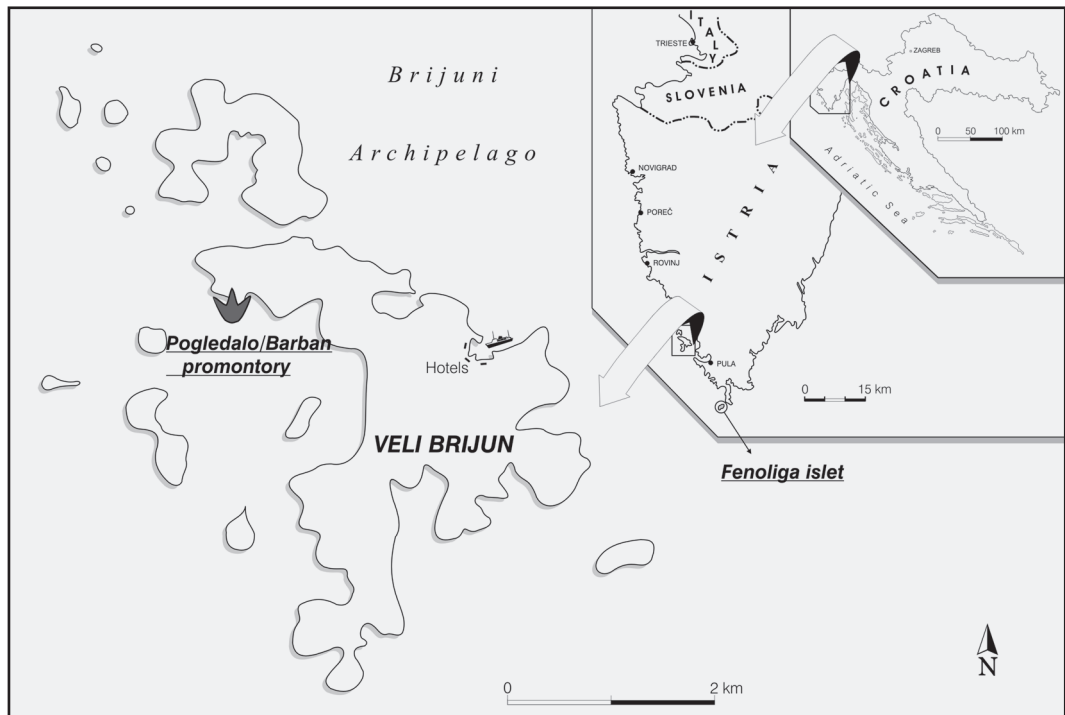 Brijuni
Archipelago
Pogledalo/Barban
promontory
Hotels
VELI BRIJUN
0 2 km
N
ITALY
TRIESTE
SLOVENIA
NOVIGRAD
POREČ
ROVINJ
ISTRIA
PULA
0 15 km
Fenoliga islet
ZAGREB
CROATIA
0 50 100 km
Adriatic Sea